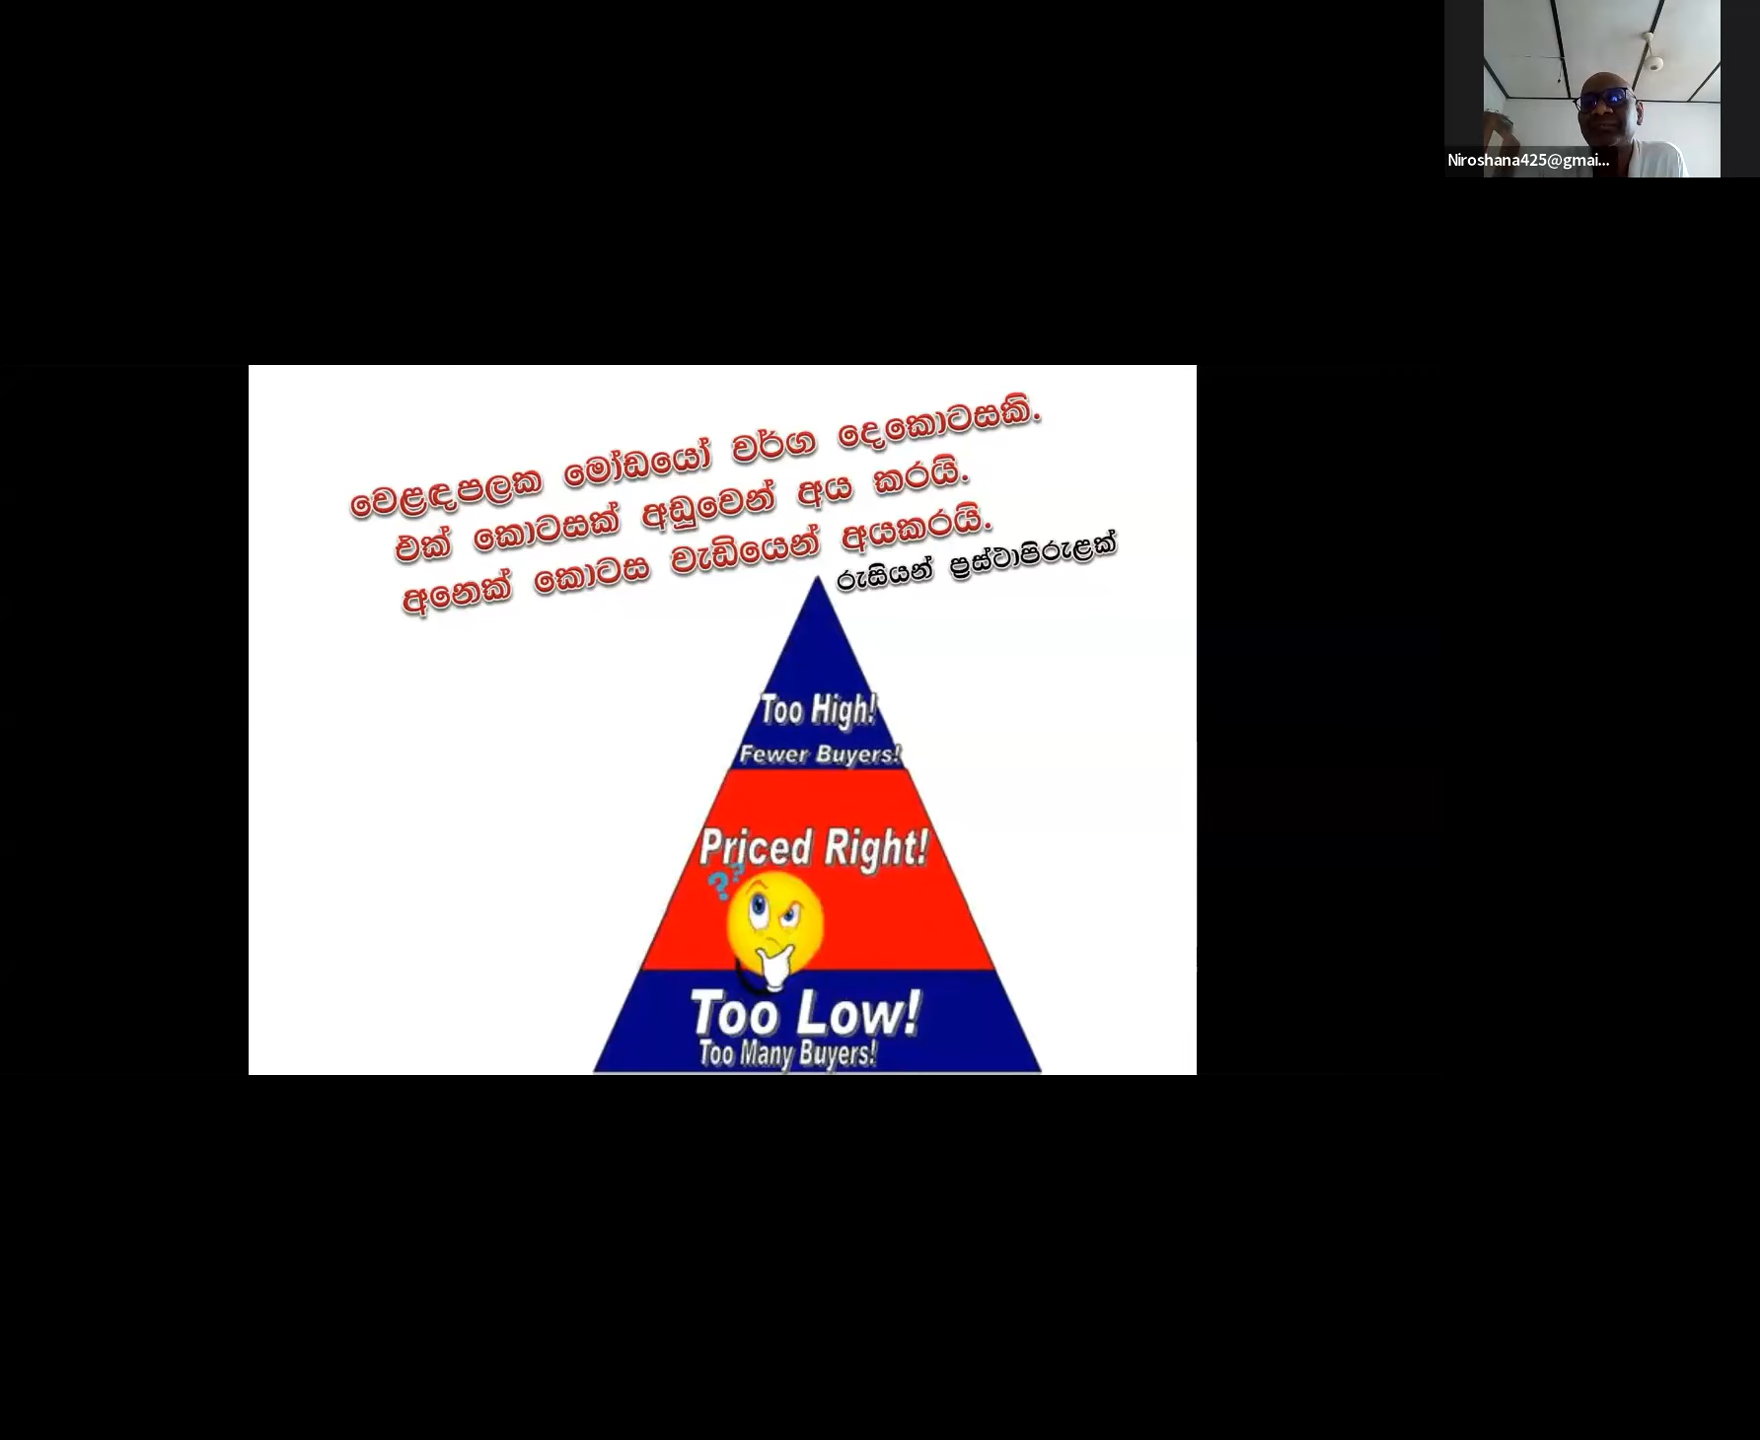 Niroshana425@gmai...
වෙළඳපලක මෝඩයෝ වර්ග දෙකොටසකි.
එක් කොටසක් අඩුවෙන් අය කරයි.
අනෙක් කොටස වැඩියෙන් අයකරයි.
රුසියන් ප්‍රස්ථාපිරුළක්
Too High!
Fewer Buyers!
Priced Right!
??
Too Low!
Too Many Buyers!